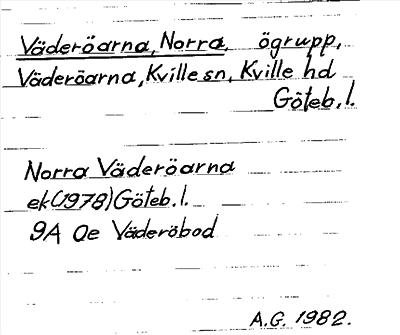 Väderöarna, Norra, ögrupp,
Väderöarna, Kville sn, Kville hd
Göteb. l.
Norra Väderöarna
ek(1978) Göteb. l.
9A 0e Väderöbod
A.G. 1982.